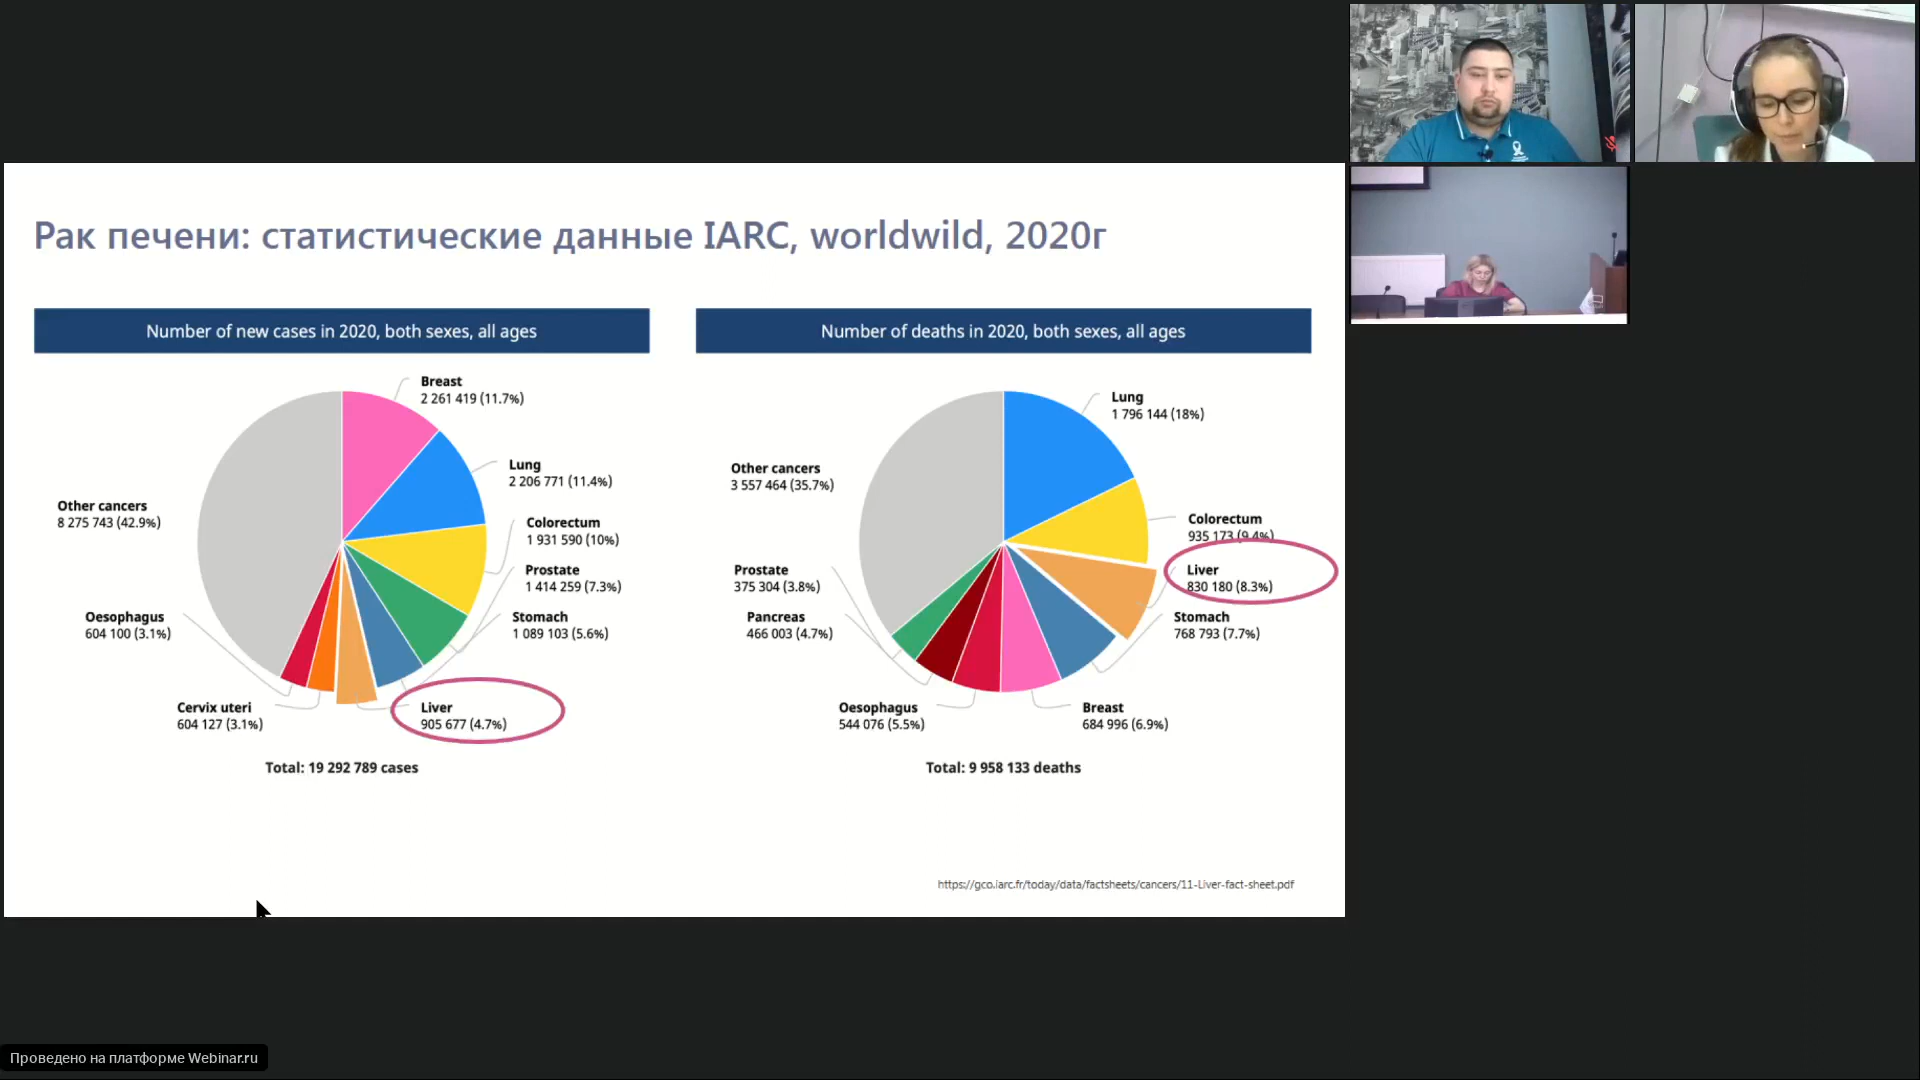 Рак печени: статистические данные IARC, worldwild, 2020г
Number of new cases in 2020, both sexes, all ages
Breast
2 261 419 (11.7%)
Lung
2 206 771 (11.4%)
Colorectum
1 931 590 (10%)
Prostate
1 414 259 (7.3%)
Stomach
1 089 103 (5.6%)
Liver
905 677 (4.7%)
Cervix uteri
604 127 (3.1%)
Oesophagus
604 100 (3.1%)
Other cancers
8 275 743 (42.9%)
Total: 19 292 789 cases
Number of deaths in 2020, both sexes, all ages
Lung
1 796 144 (18%)
Colorectum
935 173 (9.4%)
Liver
830 180 (8.3%)
Stomach
768 793 (7.7%)
Breast
684 996 (6.9%)
Oesophagus
544 076 (5.5%)
Pancreas
466 003 (4.7%)
Prostate
375 304 (3.8%)
Other cancers
3 557 464 (35.7%)
Total: 9 958 133 deaths
https://gco.iarc.fr/today/data/factsheets/cancers/11-Liver-fact-sheet.pdf
Проведено на платформе Webinar.ru